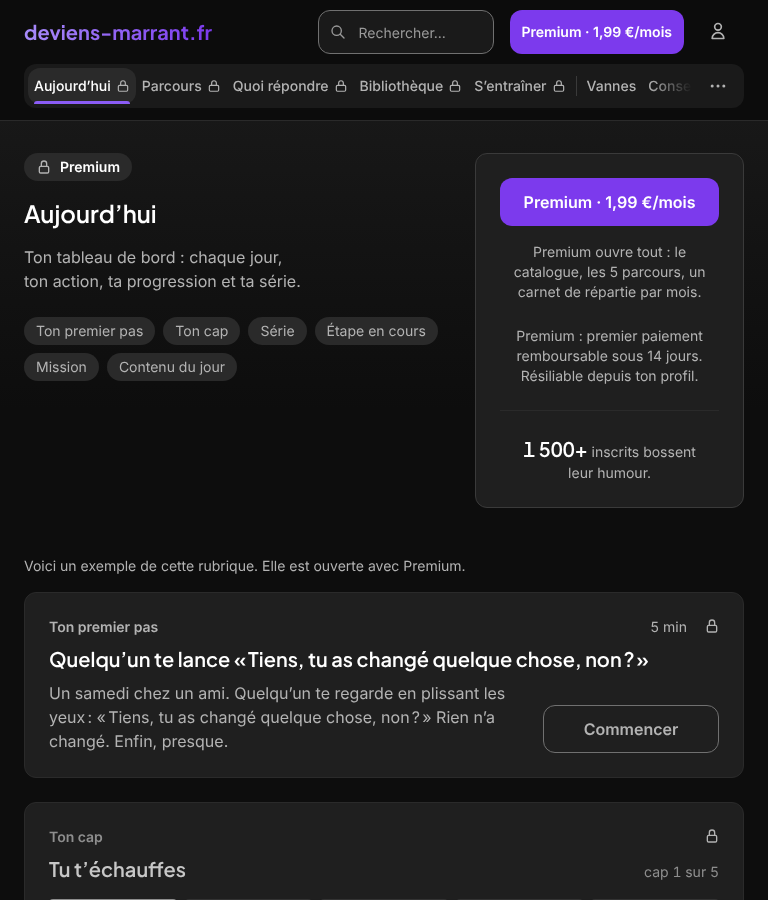 deviens-marrant.fr
Rechercher...
Premium · 1,99 €/mois
Aujourd’hui
Parcours
Quoi répondre
Bibliothèque
S’entraîner
Vannes
Premium
Aujourd’hui
Ton tableau de bord : chaque jour,
ton action, ta progression et ta série.
Ton premier pas
Ton cap
Série
Étape en cours
Mission
Contenu du jour
Premium · 1,99 €/mois
Premium ouvre tout : le
catalogue, les 5 parcours, un
carnet de répartie par mois.
Premium : premier paiement
remboursable sous 14 jours.
Résiliable depuis ton profil.
1 500+ inscrits bossent
leur humour.
Voici un exemple de cette rubrique. Elle est ouverte avec Premium.
Ton premier pas
5 min
Quelqu’un te lance « Tiens, tu as changé quelque chose, non ? »
Un samedi chez un ami. Quelqu’un te regarde en plissant les
yeux : « Tiens, tu as changé quelque chose, non ? » Rien n’a
changé. Enfin, presque.
Commencer
Ton cap
Tu t’échauffes
cap 1 sur 5